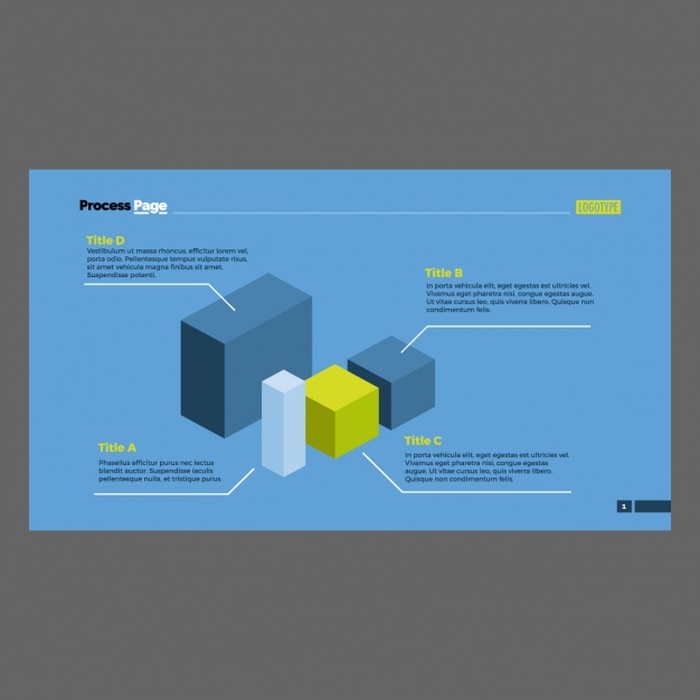 Process Page
LOGOTYPE
Title D
Vestibulum ut massa rhoncus, efficitur lorem vel,
porta odio. Pellentesque tempus vulputate risus,
sit amet vehicula magna finibus sit amet.
Suspendisse potenti.
Title B
In porta vehicula elit, eget egestas est ultricies vel.
Vivamus eget pharetra nisi, congue egestas augue.
Ut vitae cursus leo, quis viverra libero. Quisque non
condimentum felis.
Title A
Phasellus efficitur purus nec lectus
blandit auctor. Suspendisse iaculis
pellentesque nulla, et tristique purus.
Title C
In porta vehicula elit, eget egestas est ultricies vel.
Vivamus eget pharetra nisi, congue egestas
augue. Ut vitae cursus leo, quis viverra libero.
Quisque non condimentum felis.
1